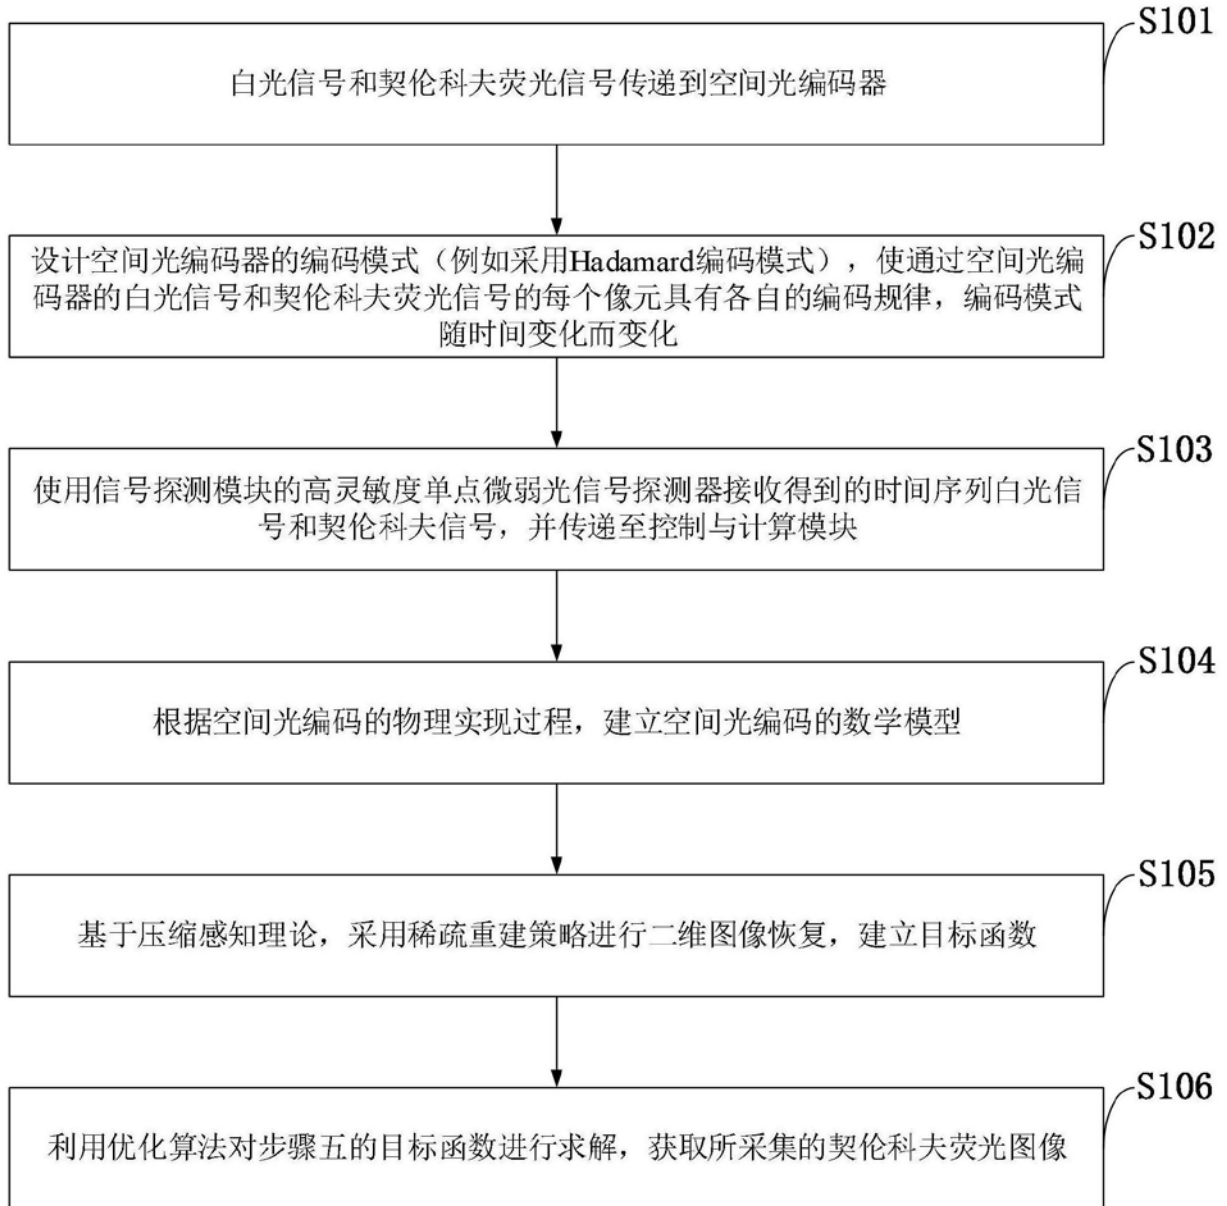 S101
白光信号和契伦科夫荧光信号传递到空间光编码器
S102
设计空间光编码器的编码模式（例如采用Hadamard编码模式），使通过空间光编
码器的白光信号和契伦科夫荧光信号的每个像元具有各自的编码规律，编码模式
随时间变化而变化
S103
使用信号探测模块的高灵敏度单点微弱光信号探测器接收得到的时间序列白光信
号和契伦科夫信号，并传递至控制与计算模块
S104
根据空间光编码的物理实现过程，建立空间光编码的数学模型
S105
基于压缩感知理论，采用稀疏重建策略进行二维图像恢复，建立目标函数
S106
利用优化算法对步骤五的目标函数进行求解，获取所采集的契伦科夫荧光图像